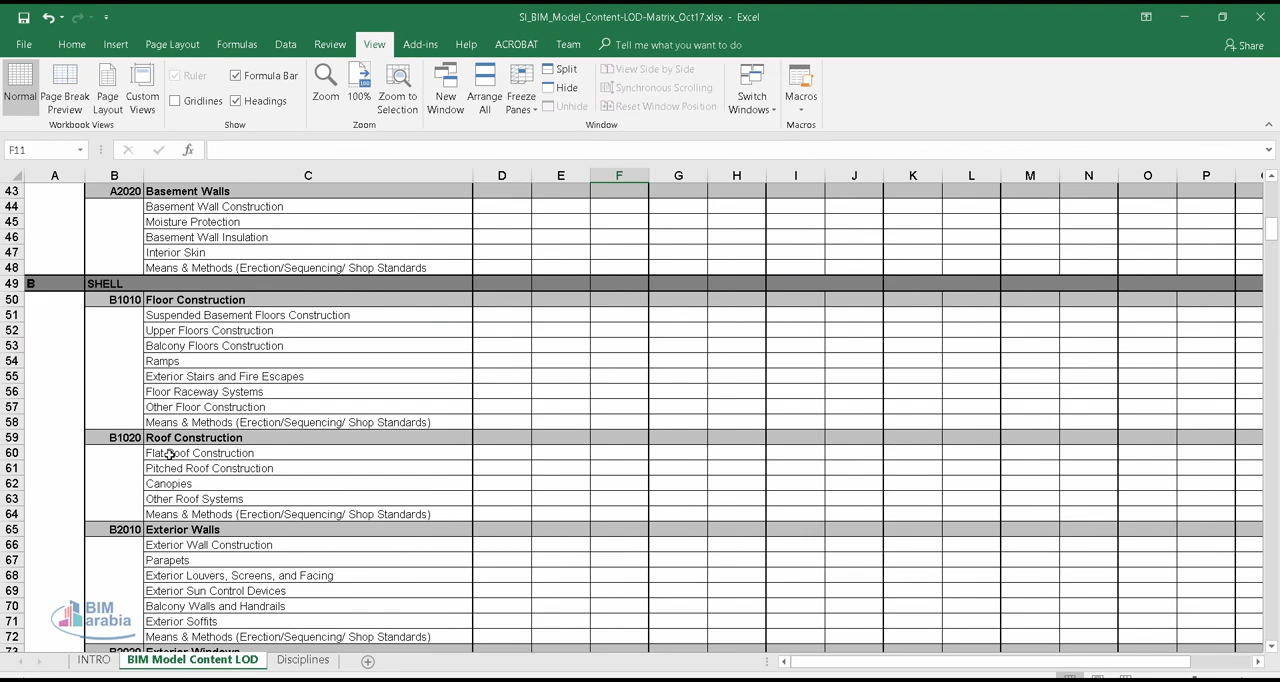 SI_BIM_Model_Content-LOD-Matrix_Oct17.xlsx - Excel
File Home Insert Page Layout Formulas Data Review View Add-ins Help ACROBAT Team Tell me what you want to do Share
Normal
Page Break Preview
Page Layout
Custom Views
Workbook Views
Ruler
Formula Bar
Gridlines
Headings
Show
Zoom
100%
Zoom to Selection
Zoom
New Window
Arrange All
Freeze Panes
Split
Hide
Unhide
View Side by Side
Synchronous Scrolling
Reset Window Position
Window
Switch Windows
Macros
Macros
F11 fx
A B C D E F G H I J K L M N O P
43 A2020 Basement Walls
44 Basement Wall Construction
45 Moisture Protection
46 Basement Wall Insulation
47 Interior Skin
48 Means & Methods (Erection/Sequencing/ Shop Standards
49 B SHELL
50 B1010 Floor Construction
51 Suspended Basement Floors Construction
52 Upper Floors Construction
53 Balcony Floors Construction
54 Ramps
55 Exterior Stairs and Fire Escapes
56 Floor Raceway Systems
57 Other Floor Construction
58 Means & Methods (Erection/Sequencing/ Shop Standards)
59 B1020 Roof Construction
60 Flat Roof Construction
61 Pitched Roof Construction
62 Canopies
63 Other Roof Systems
64 Means & Methods (Erection/Sequencing/ Shop Standards)
65 B2010 Exterior Walls
66 Exterior Wall Construction
67 Parapets
68 Exterior Louvers, Screens, and Facing
69 Exterior Sun Control Devices
70 Balcony Walls and Handrails
71 Exterior Soffits
72 Means & Methods (Erection/Sequencing/ Shop Standards)
73 B2020 Exterior Windows
BIM
arabia
INTRO BIM Model Content LOD Disciplines